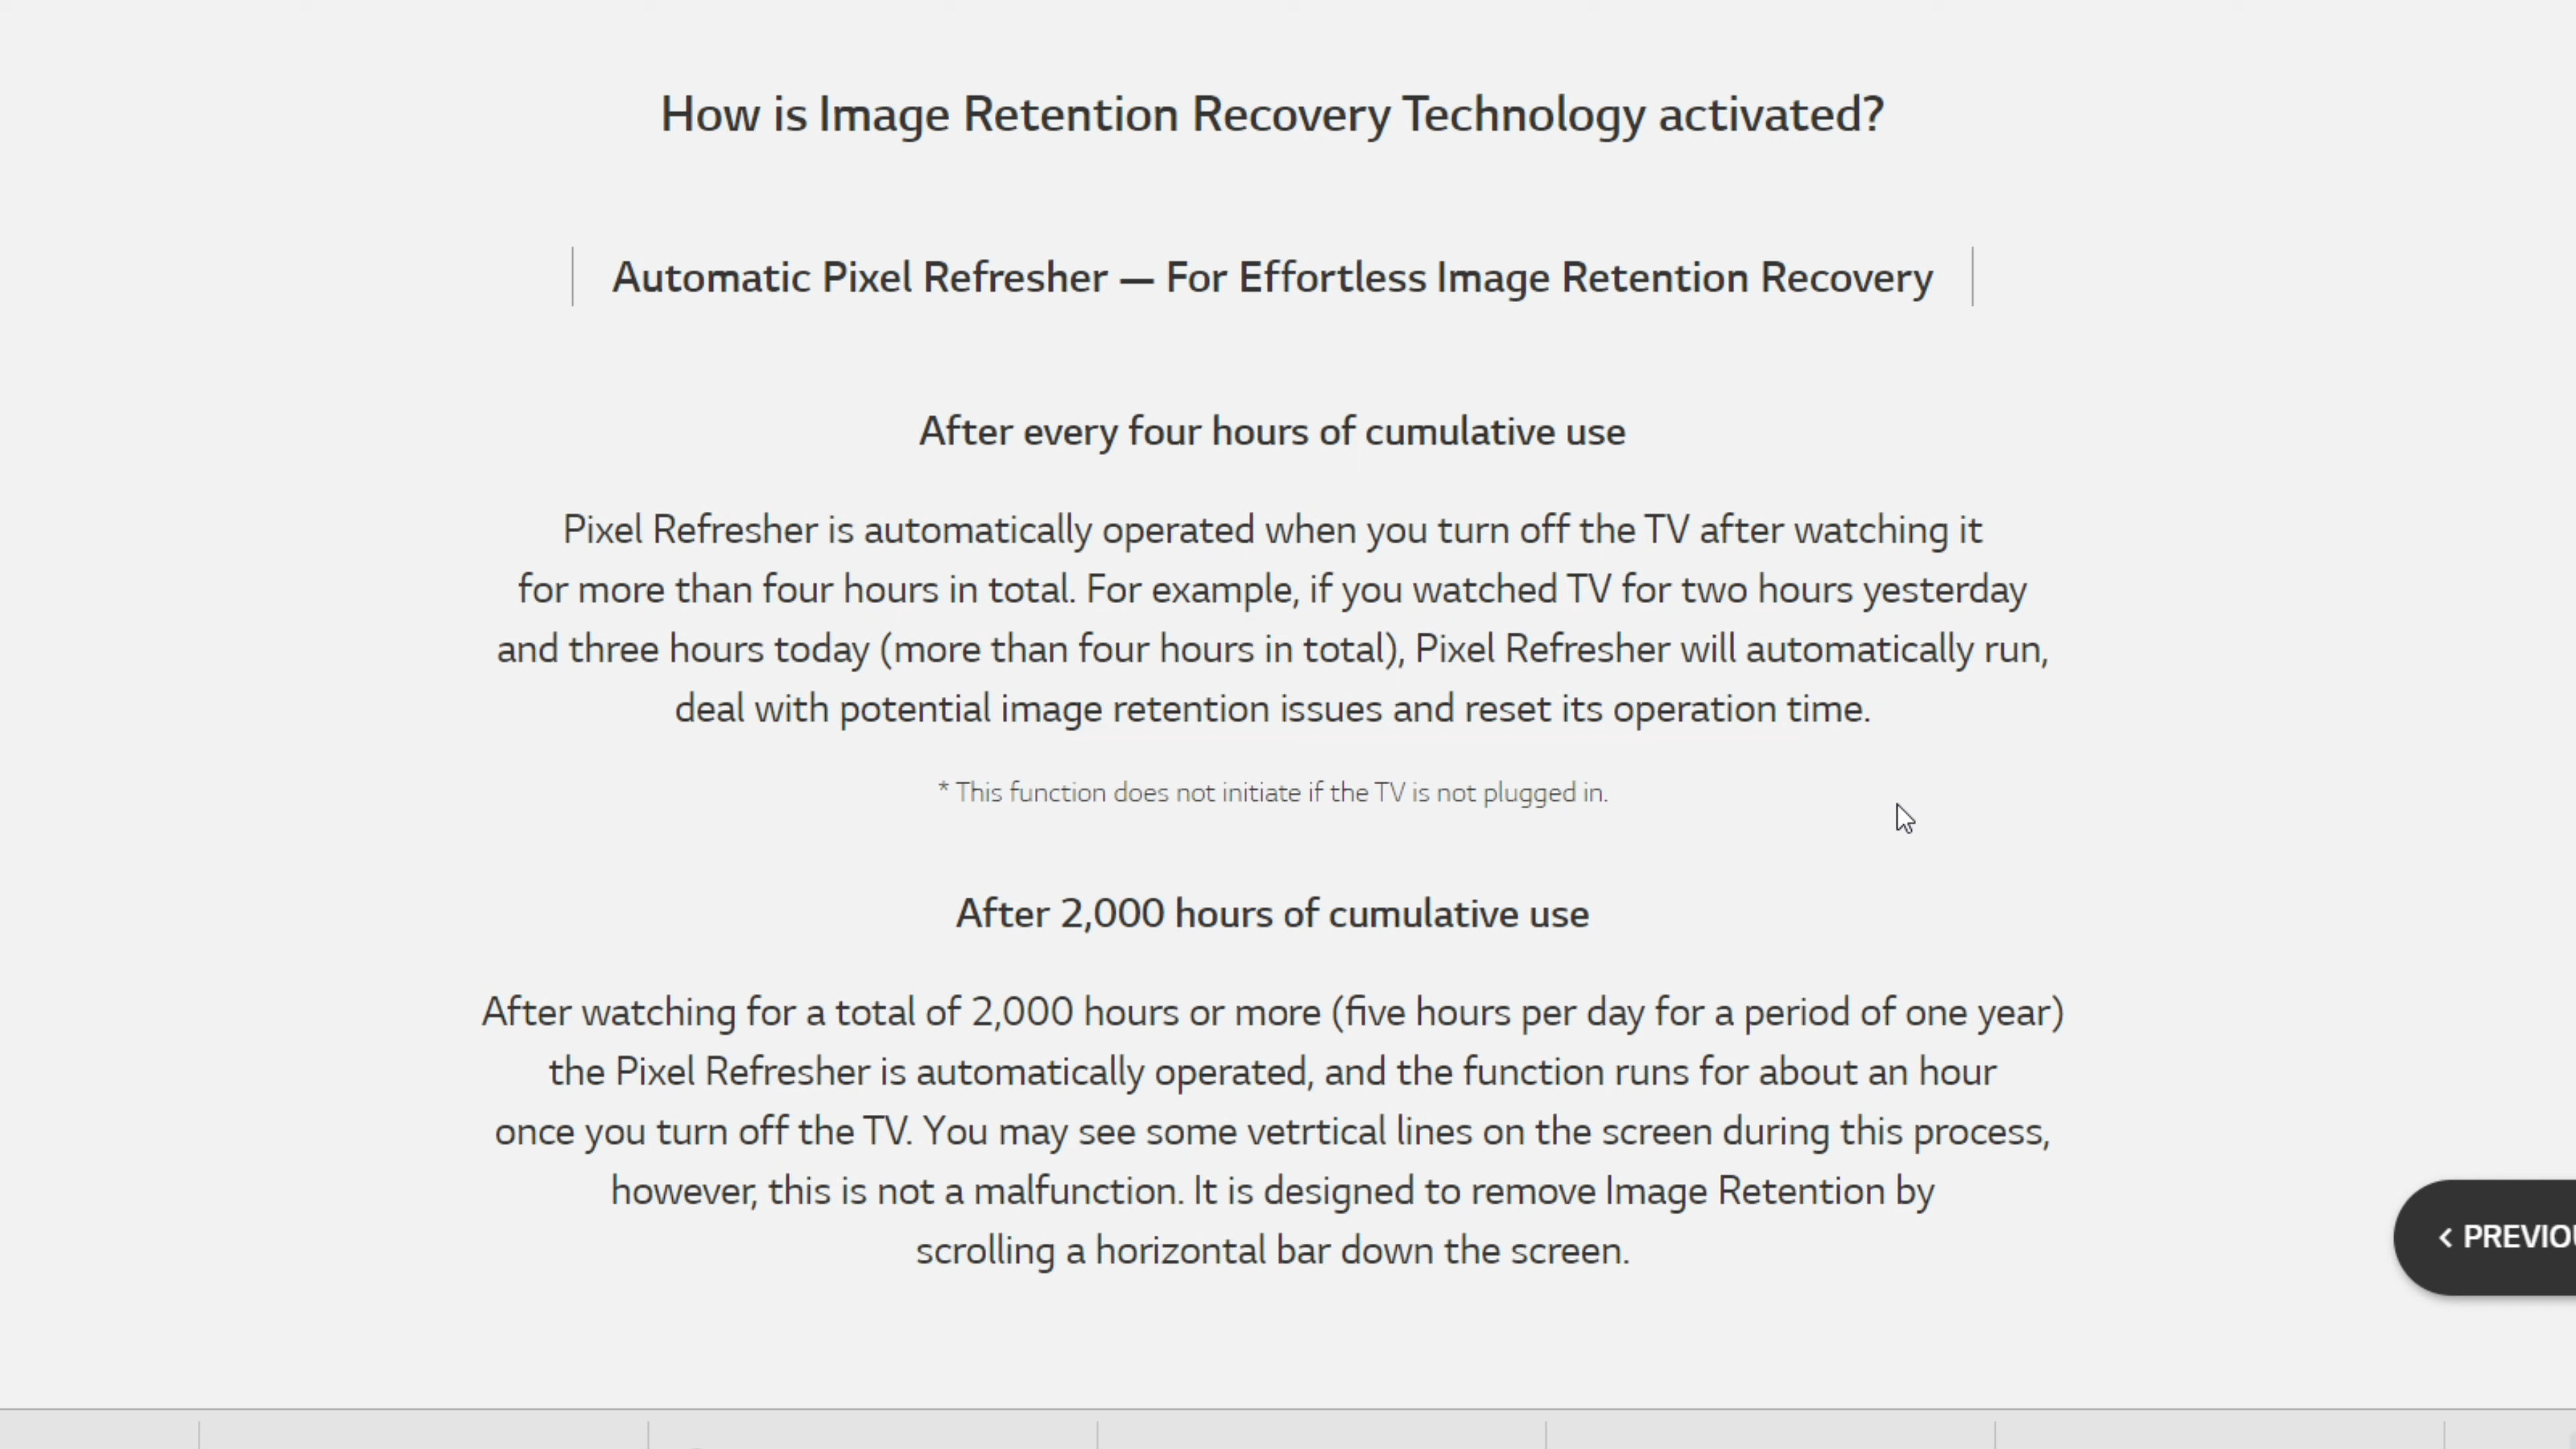 How is Image Retention Recovery Technology activated?
Automatic Pixel Refresher — For Effortless Image Retention Recovery
After every four hours of cumulative use
Pixel Refresher is automatically operated when you turn off the TV after watching it
for more than four hours in total. For example, if you watched TV for two hours yesterday
and three hours today (more than four hours in total), Pixel Refresher will automatically run,
deal with potential image retention issues and reset its operation time.
* This function does not initiate if the TV is not plugged in.
After 2,000 hours of cumulative use
After watching for a total of 2,000 hours or more (five hours per day for a period of one year)
the Pixel Refresher is automatically operated, and the function runs for about an hour
once you turn off the TV. You may see some vetrtical lines on the screen during this process,
however, this is not a malfunction. It is designed to remove Image Retention by
scrolling a horizontal bar down the screen.